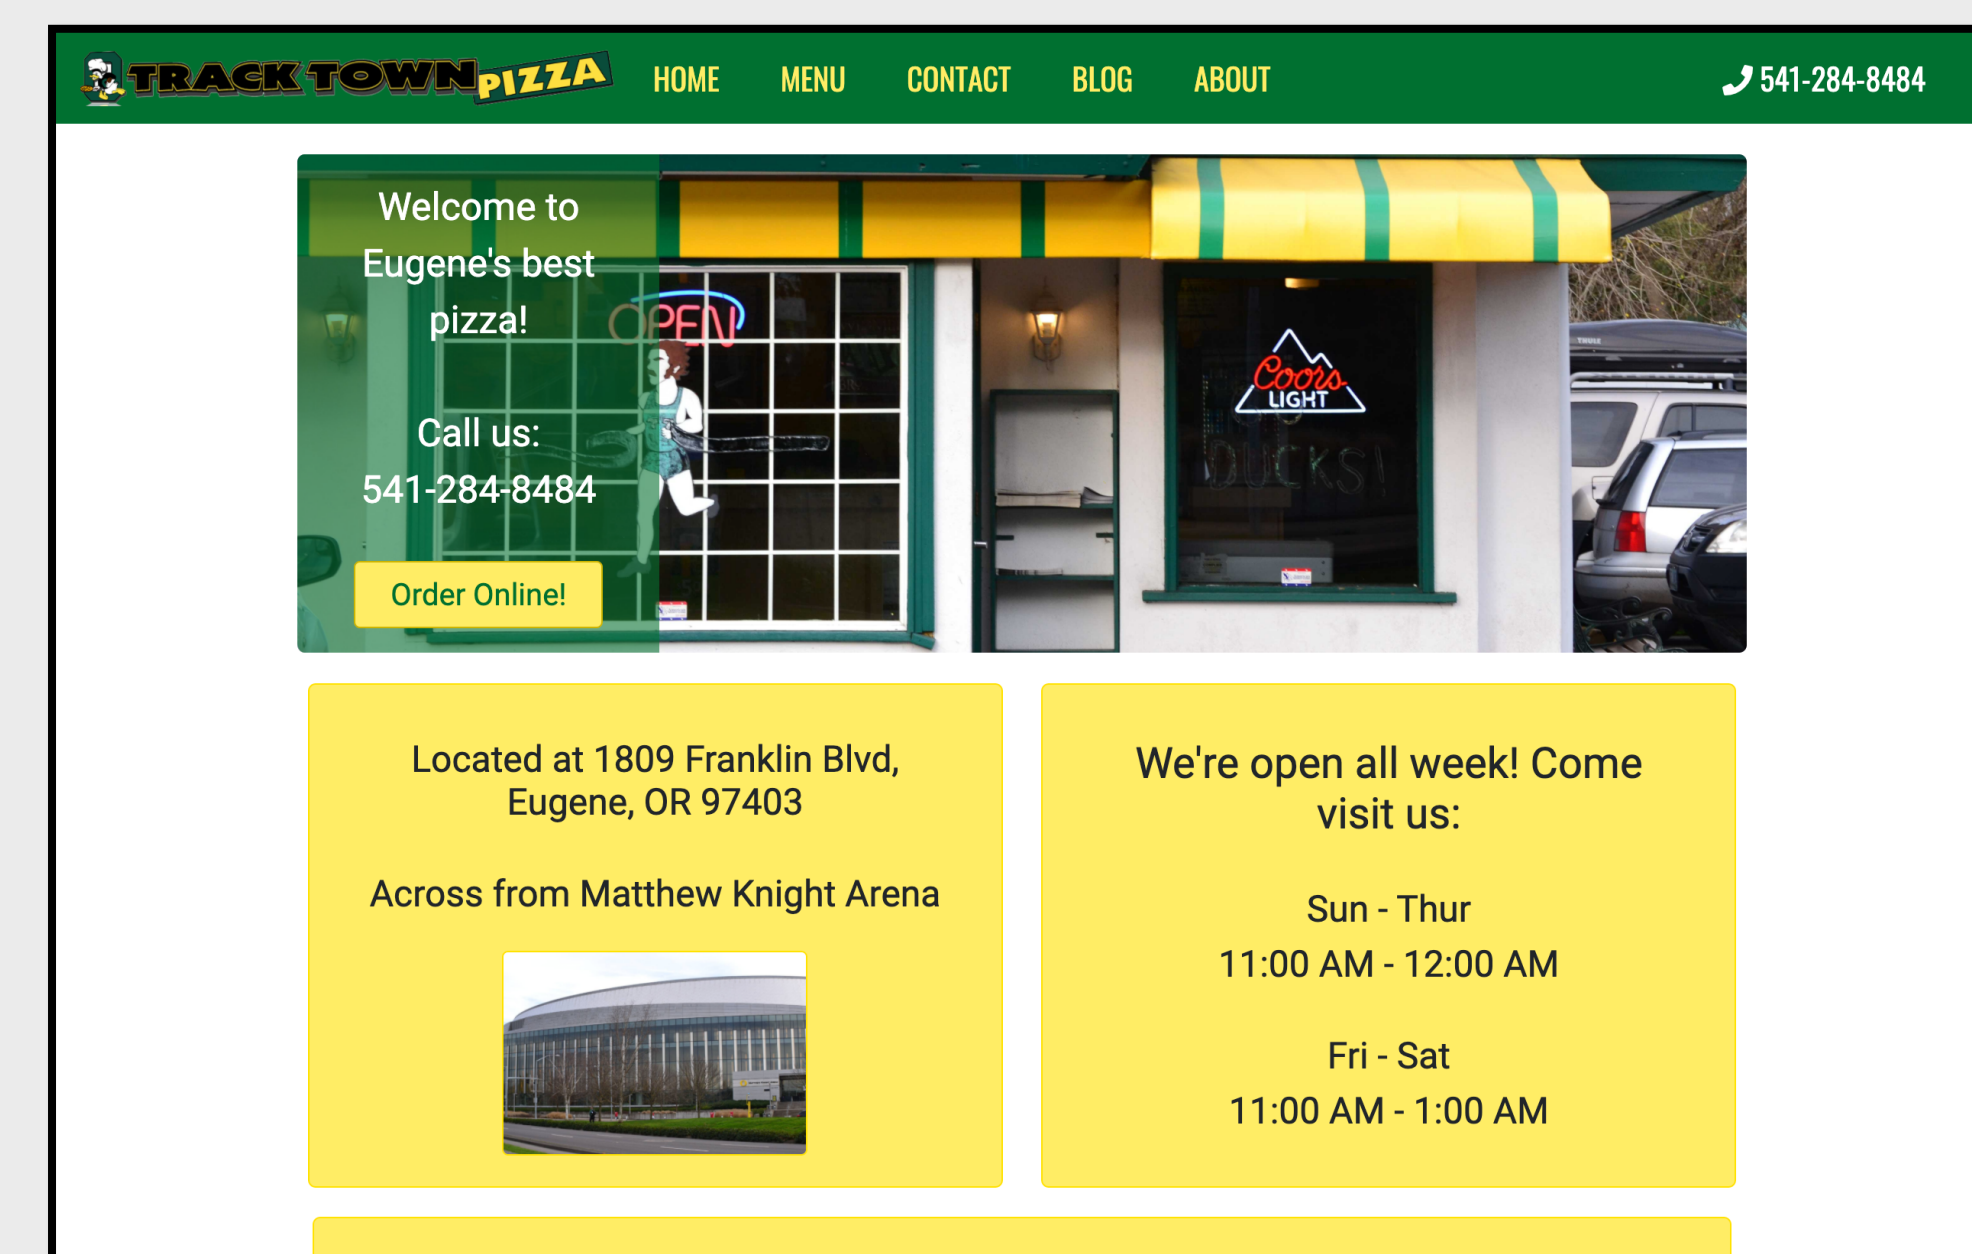 TRACK TOWN PIZZA
HOME
MENU
CONTACT
BLOG
ABOUT
541-284-8484
Welcome to
Eugene's best
pizza!
Call us:
541-284-8484
Order Online!
OPEN
Coors
LIGHT
DUCKS!
THULE
Located at 1809 Franklin Blvd,
Eugene, OR 97403
Across from Matthew Knight Arena
We're open all week! Come
visit us:
Sun - Thur
11:00 AM - 12:00 AM
Fri - Sat
11:00 AM - 1:00 AM